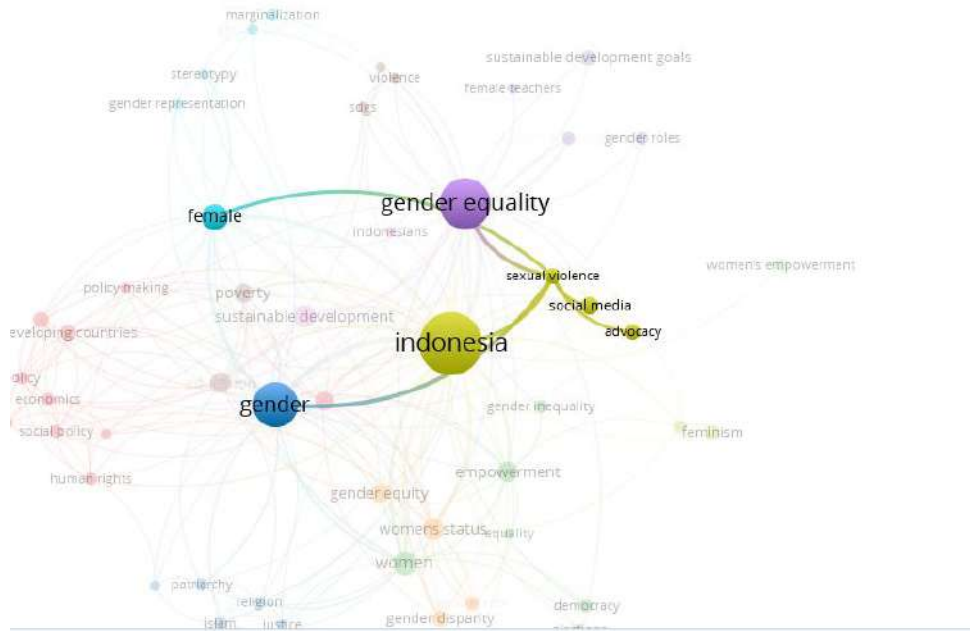 marginalization
sustainable development goals
stereotypy
violence
female teachers
gender representation
sdgs
gender roles
gender equality
female
indonesians
women's empowerment
sexual violence
policy making
poverty
social media
sustainable development
developing countries
advocacy
indonesia
economics
gender
gender inequality
social policy
feminism
empowerment
human rights
gender equity
womens status
equality
women
patriarchy
religion
democracy
islam
justice
gender disparity